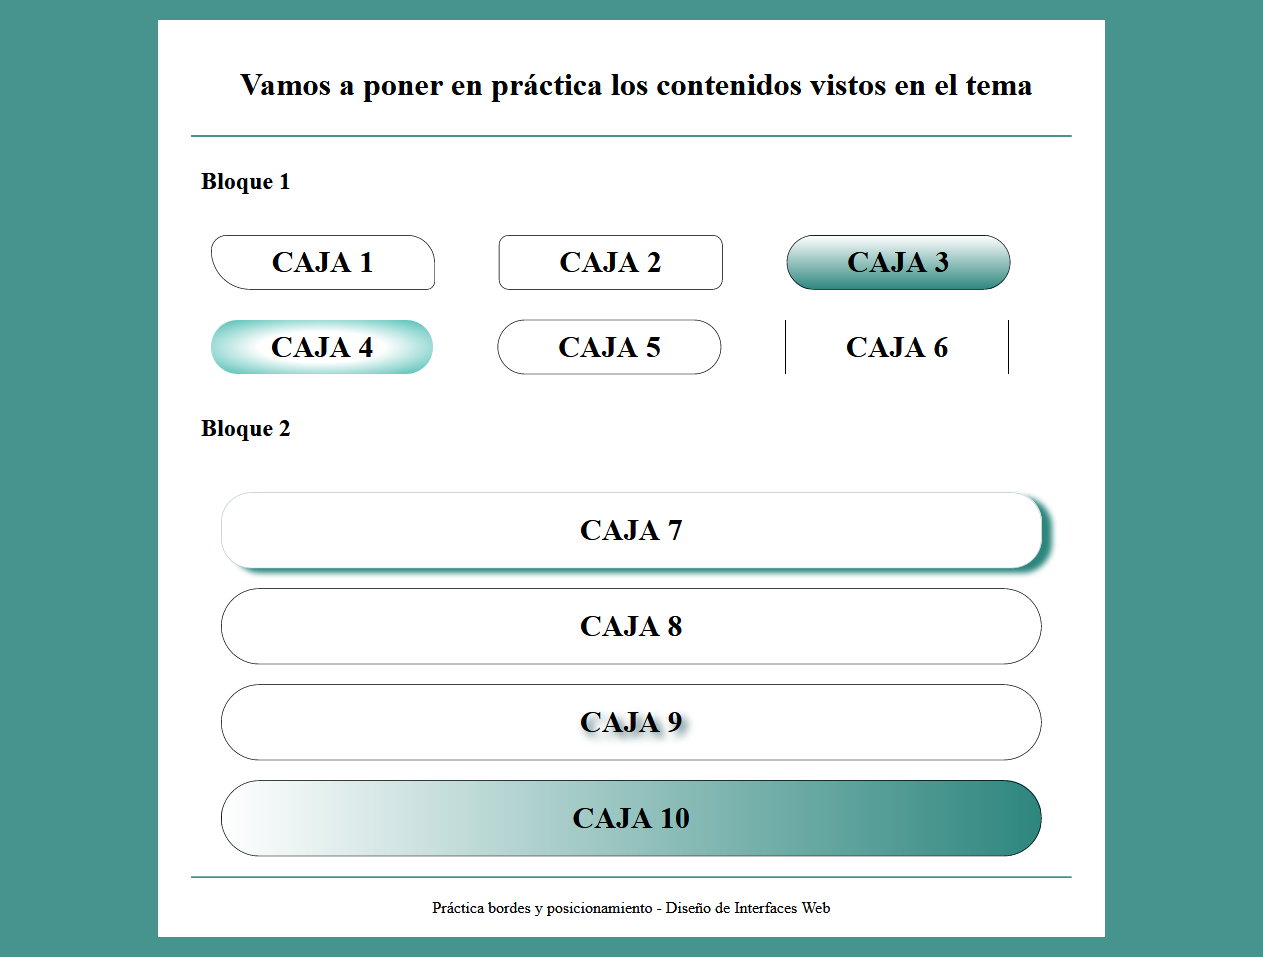 Vamos a poner en práctica los contenidos vistos en el tema
Bloque 1
CAJA 1
CAJA 2
CAJA 3
CAJA 4
CAJA 5
CAJA 6
Bloque 2
CAJA 7
CAJA 8
CAJA 9
CAJA 10
Práctica bordes y posicionamiento - Diseño de Interfaces Web